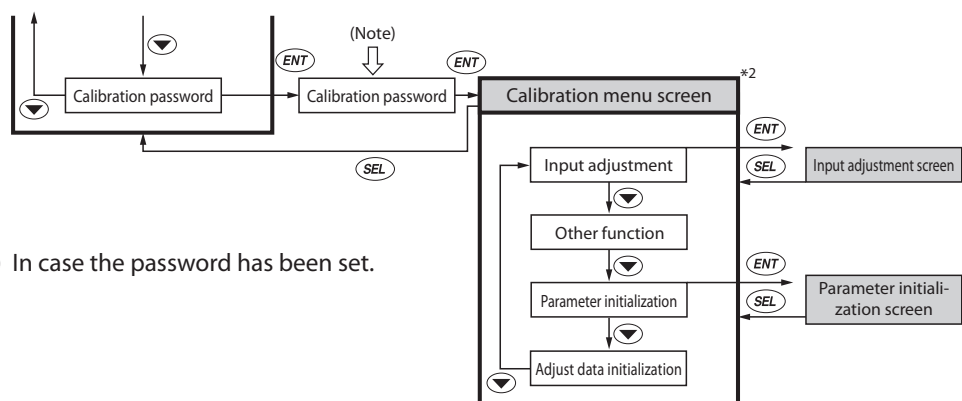 (Note)
ENT
ENT
*2
Calibration password
Calibration password
Calibration menu screen
ENT
SEL
SEL
Input adjustment
Input adjustment screen
Other function
In case the password has been set.
ENT
Parameter initialization
SEL
Parameter initiali-
zation screen
Adjust data initialization